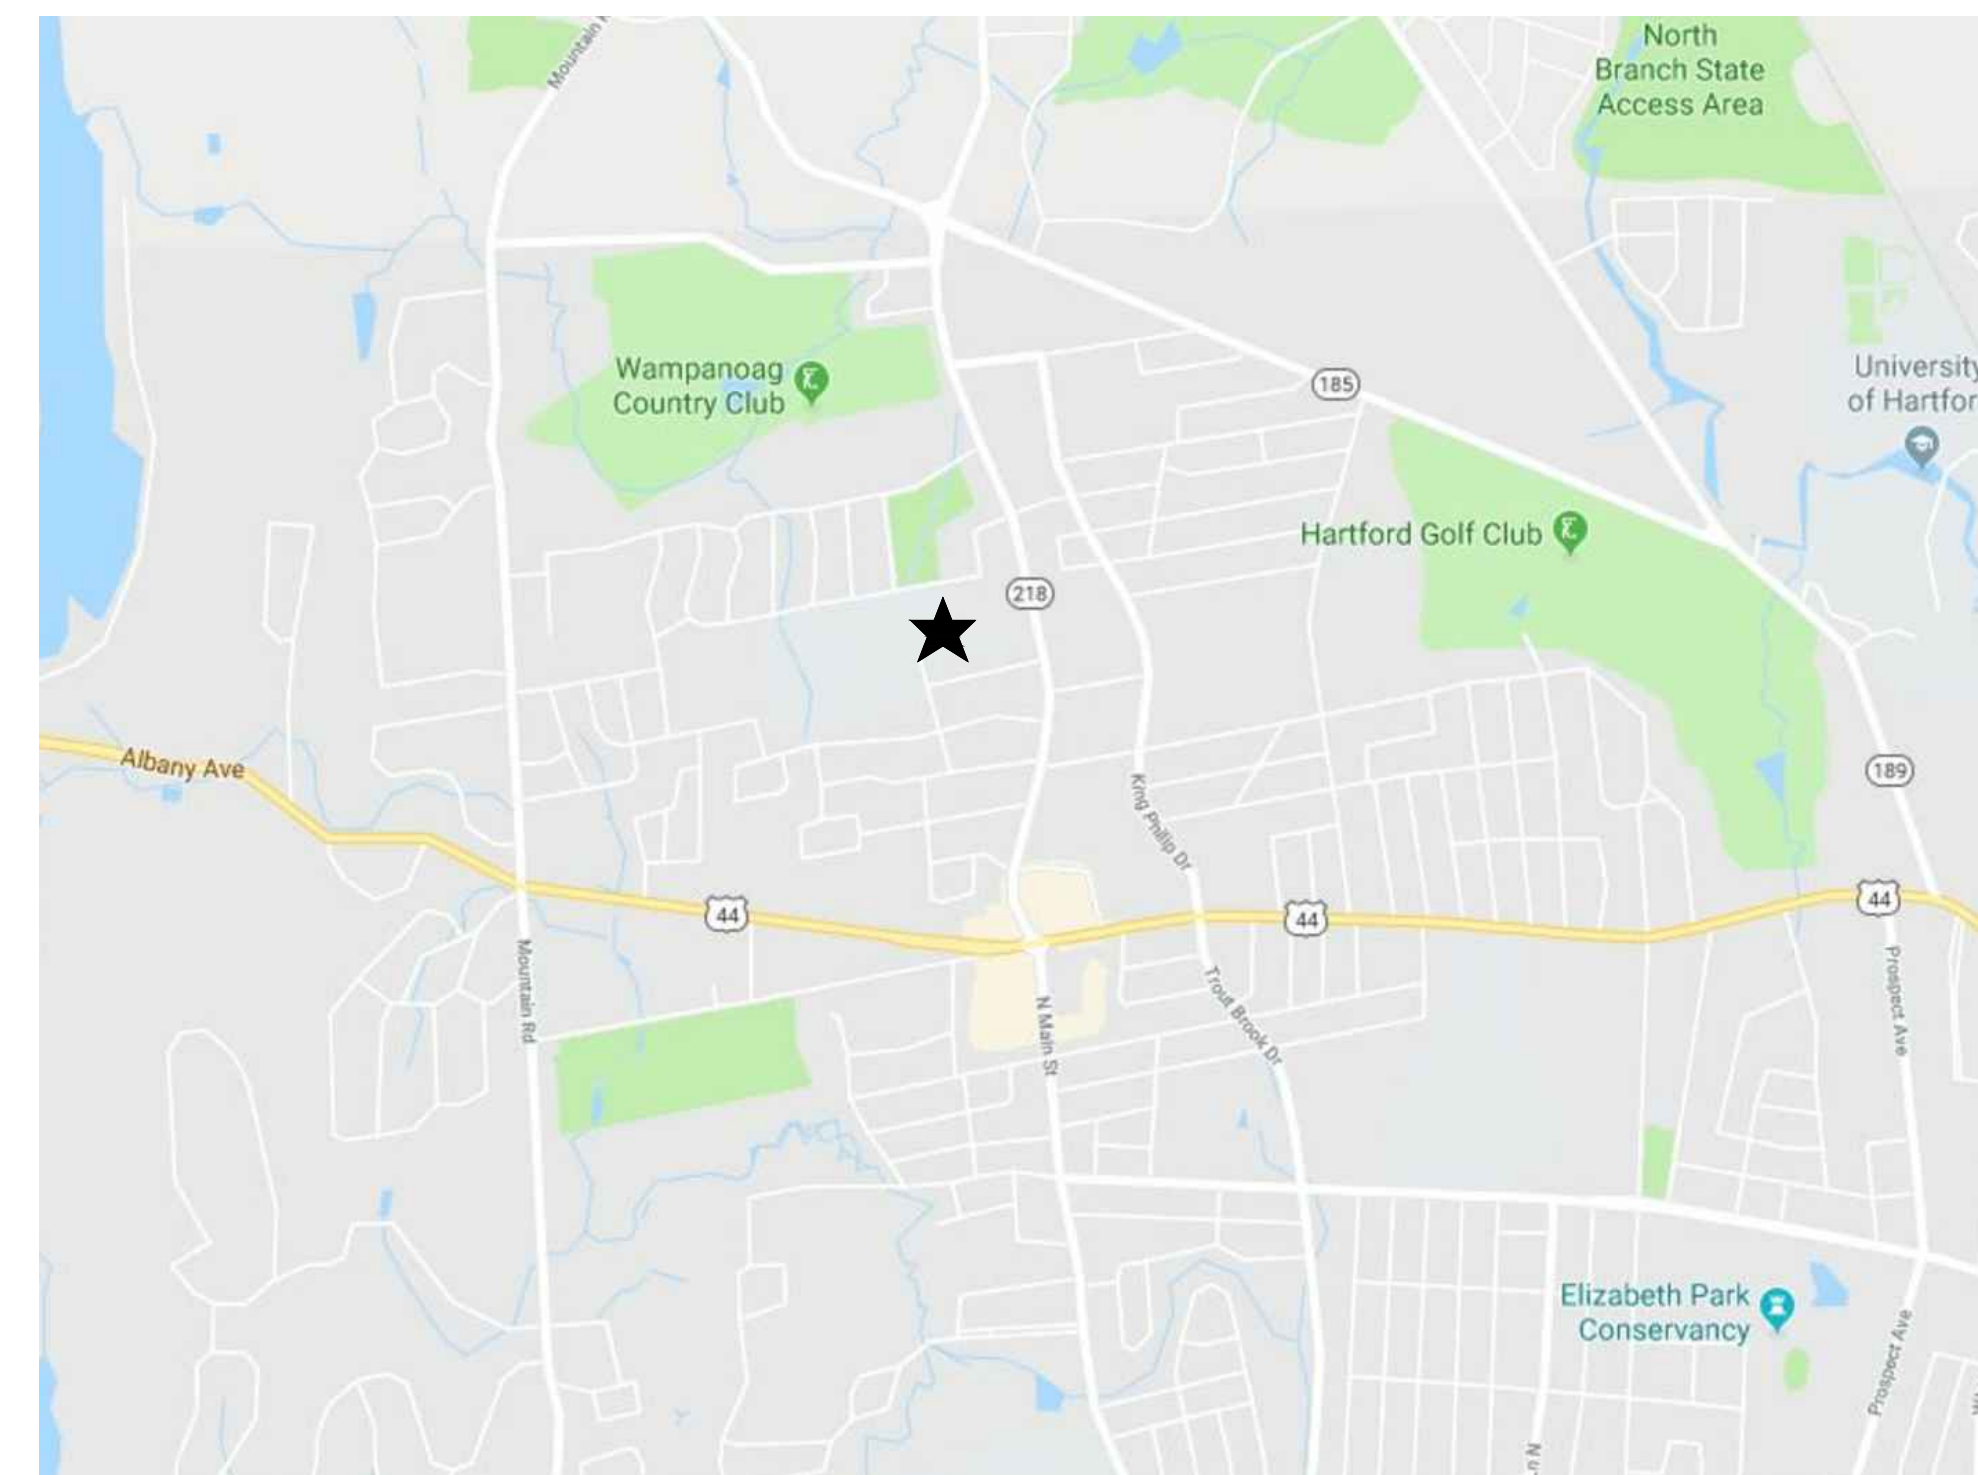 Mountain
North
Branch State
Access Area
Wampanoag
Country Club
185
University
of Hartfor
Hartford Golf Club
218
Albany Ave
189
King Phillip Dr
44
44
44
Mountain Rd
N Main St
Trout Brook Dr
Prospect Ave
Elizabeth Park
Conservancy
Prospect Ave